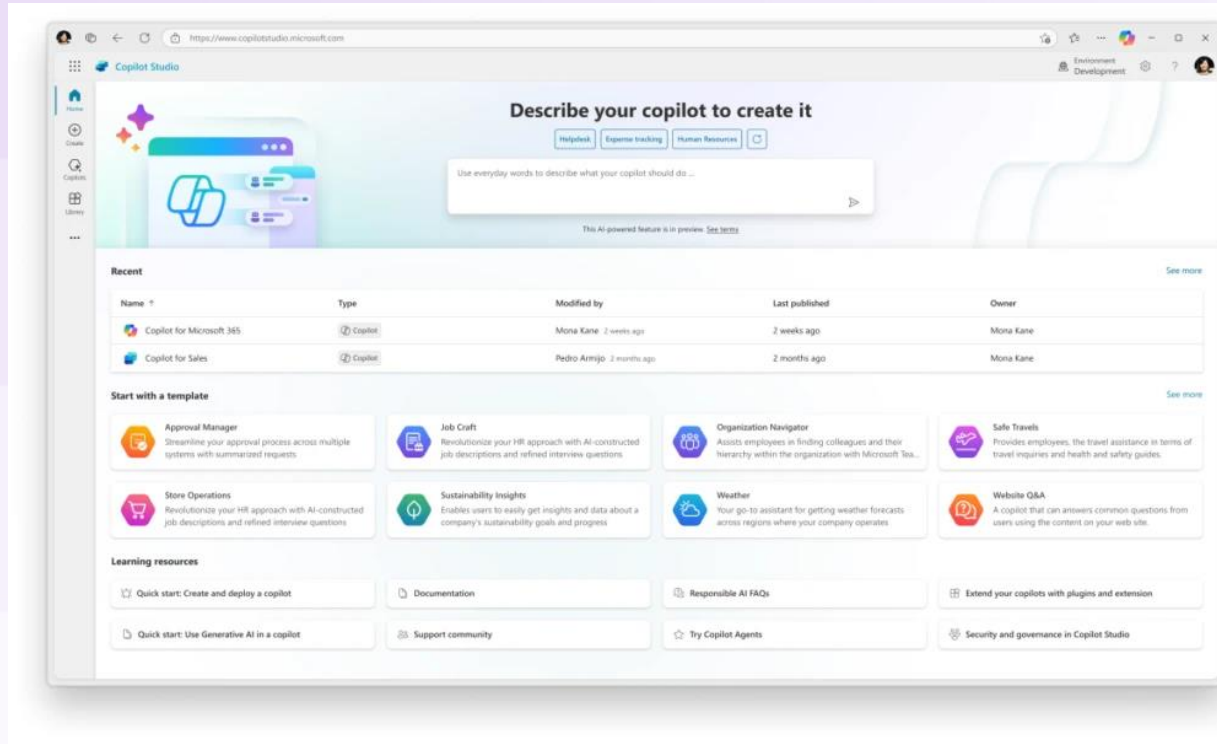 https://www.copilotstudio.microsoft.com
Copilot Studio
Environment
Development
?
Home
Create
Copilots
Library
Describe your copilot to create it
Helpdesk
Expense tracking
Human Resources
Use everyday words to describe what your copilot should do ...
This AI-powered feature is in preview. See terms
Recent
See more
Name ↑ Type Modified by Last published Owner
Copilot for Microsoft 365 Copilot Mona Kane 2 weeks ago 2 weeks ago Mona Kane
Copilot for Sales Copilot Pedro Armijo 2 months ago 2 months ago Mona Kane
Start with a template
See more
Approval Manager
Streamline your approval process across multiple
systems with summarized requests
Job Craft
Revolutionize your HR approach with AI-constructed
job descriptions and refined interview questions
Organization Navigator
Assists employees in finding colleagues and their
hierarchy within the organization with Microsoft Tea...
Safe Travels
Provides employees, the travel assistance in terms of
travel inquiries and health and safety guides.
Store Operations
Revolutionize your HR approach with AI-constructed
job descriptions and refined interview questions
Sustainability Insights
Enables users to easily get insights and data about a
company's sustainability goals and progress
Weather
Your go-to assistant for getting weather forecasts
across regions where your company operates
Website Q&A
A copilot that can answers common questions from
users using the content on your web site.
Learning resources
Quick start: Create and deploy a copilot
Documentation
Responsible AI FAQs
Extend your copilots with plugins and extension
Quick start: Use Generative AI in a copilot
Support community
Try Copilot Agents
Security and governance in Copilot Studio